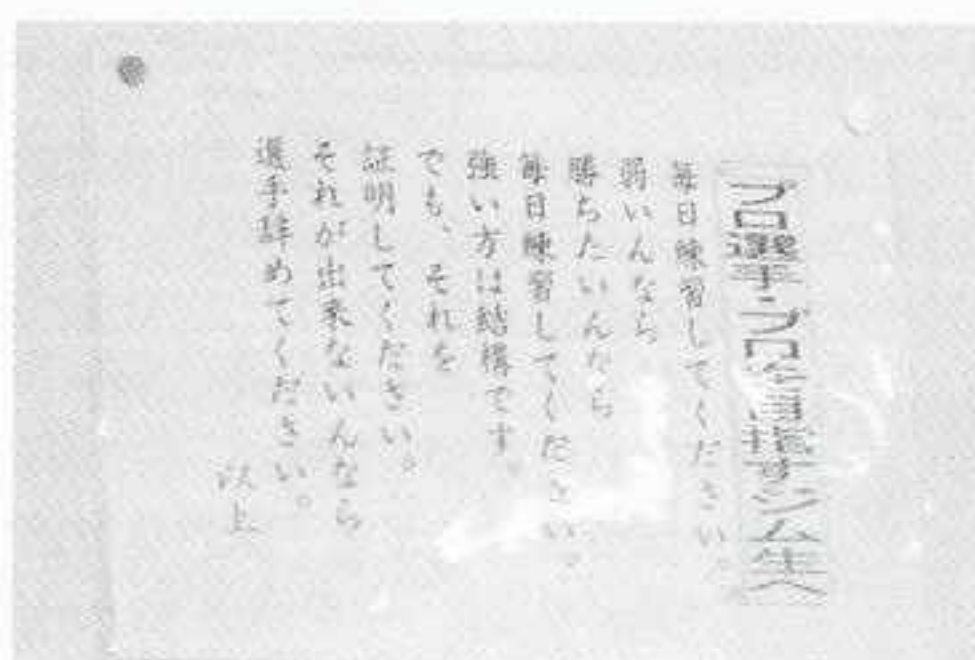 プロ選手・プロを目指すジム生へ
毎日練習してください。
弱いんなら
勝ちたいんなら
毎日練習してください。
強い方は結構です。
でも、それを
証明してください。
それが出来ないんなら
選手辞めてください。
以上